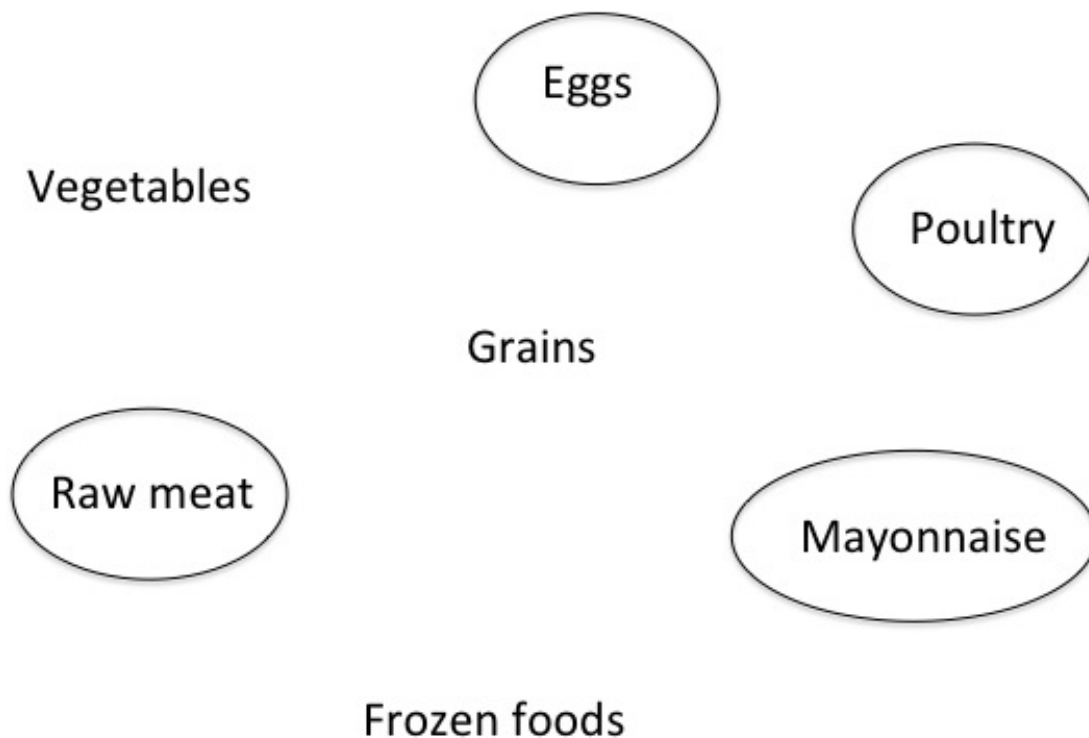 Eggs
Vegetables
Poultry
Grains
Raw meat
Mayonnaise
Frozen foods